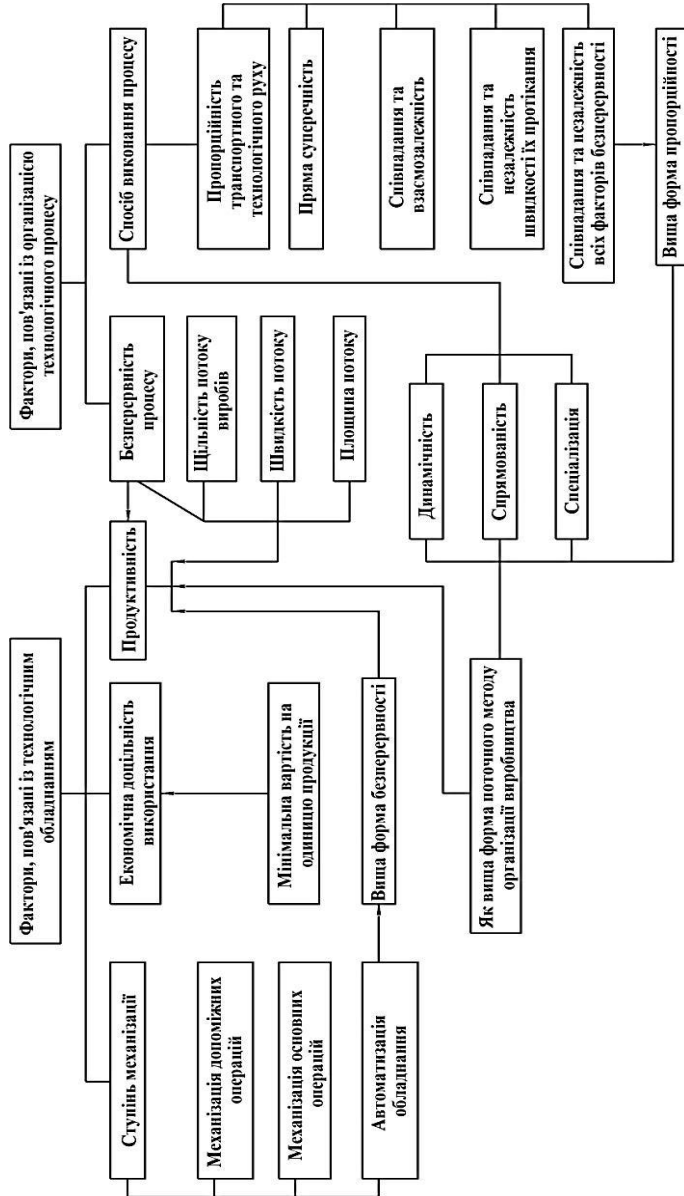 Фактори, пов'язані із технологічним
обладнанням
Фактори, пов'язані із організацією
технологічного процесу
Ступінь механізації
Економічна доцільність
використання
Продуктивність
Безперервність
процесу
Спосіб виконання процесу
Механізація допоміжних
операцій
Щільність потоку
виробів
Пропорційність
транспортного та
технологічного руху
Механізація основних
операцій
Мінімальна вартість на
одиницю продукції
Швидкість потоку
Пряма суперечність
Автоматизація
обладнання
Вища форма безперервності
Площина потоку
Співпадання та
взаємозалежність
Динамічність
Співпадання та
незалежність
швидкості їх протікання
Як вища форма поточного методу
організації виробництва
Спрямованість
Спеціалізація
Співпадання та незалежність
всіх факторів безперервності
Вища форма пропорційності